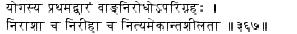 योगस्य प्रथमद्वारं वाङ्निरोधोऽपरिग्रहः ।
निराशा च निरीहा च नित्यमेकान्तशीलता ॥३६७॥